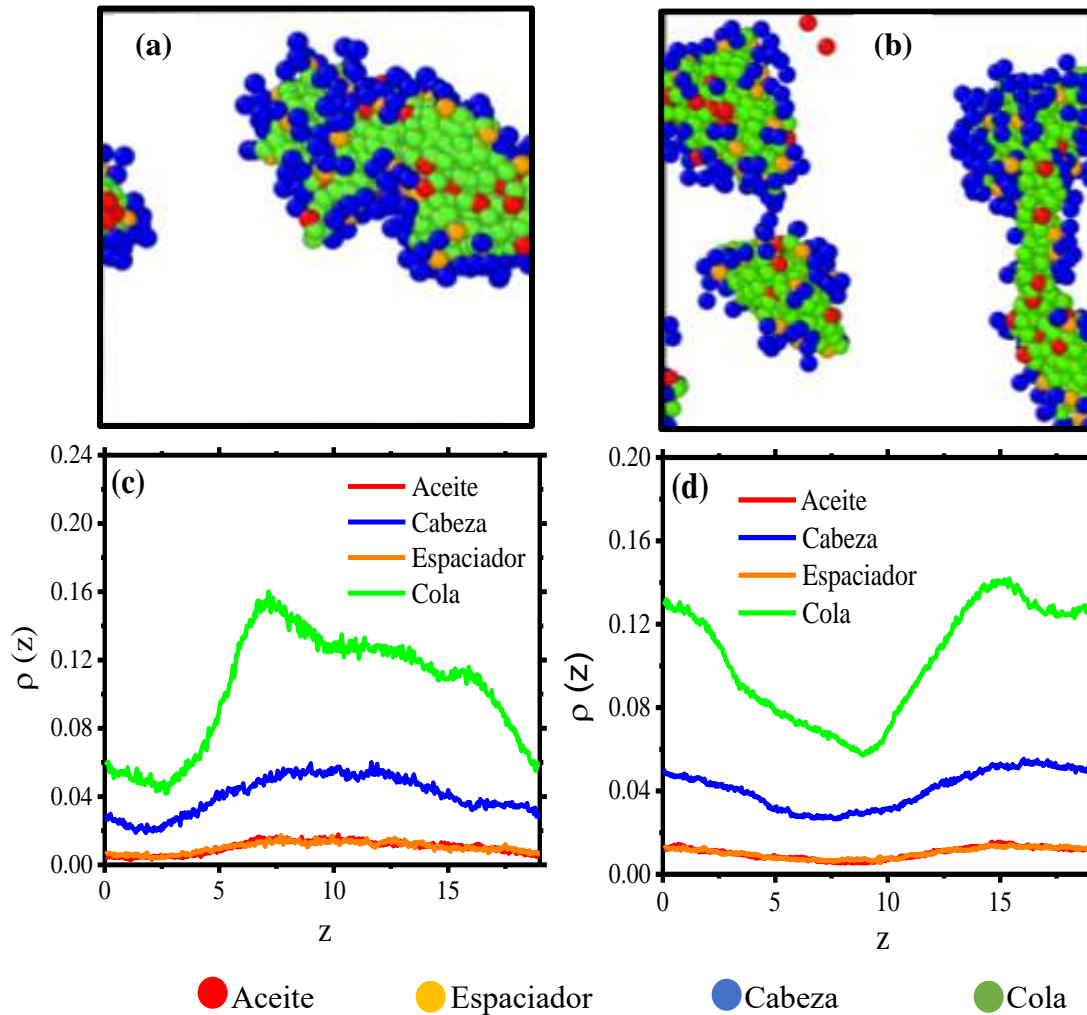 (a)
(b)
(c)
Aceite
Cabeza
Espaciador
Cola
0.24
0.20
0.16
0.12
0.08
0.04
0.00
ρ (z)
0
5
10
15
z
(d)
Aceite
Cabeza
Espaciador
Cola
0.20
0.16
0.12
0.08
0.04
0.00
ρ (z)
0
5
10
15
z
Aceite Espaciador Cabeza Cola